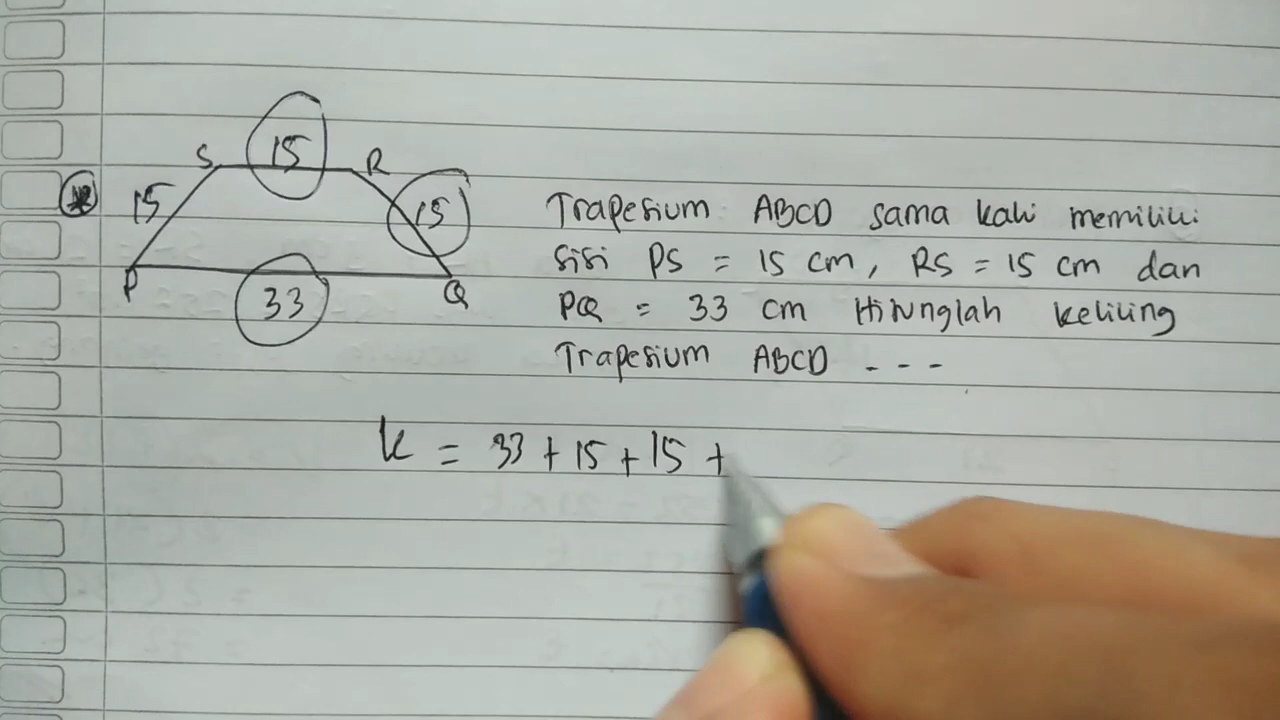 S 15 R
15 15
P 33 Q
Trapesium ABCD sama kaki memiliki
sisi PS = 15 cm, RS = 15 cm dan
PQ = 33 cm Hitunglah keliling
Trapesium ABCD - - -
K = 33 + 15 + 15 +